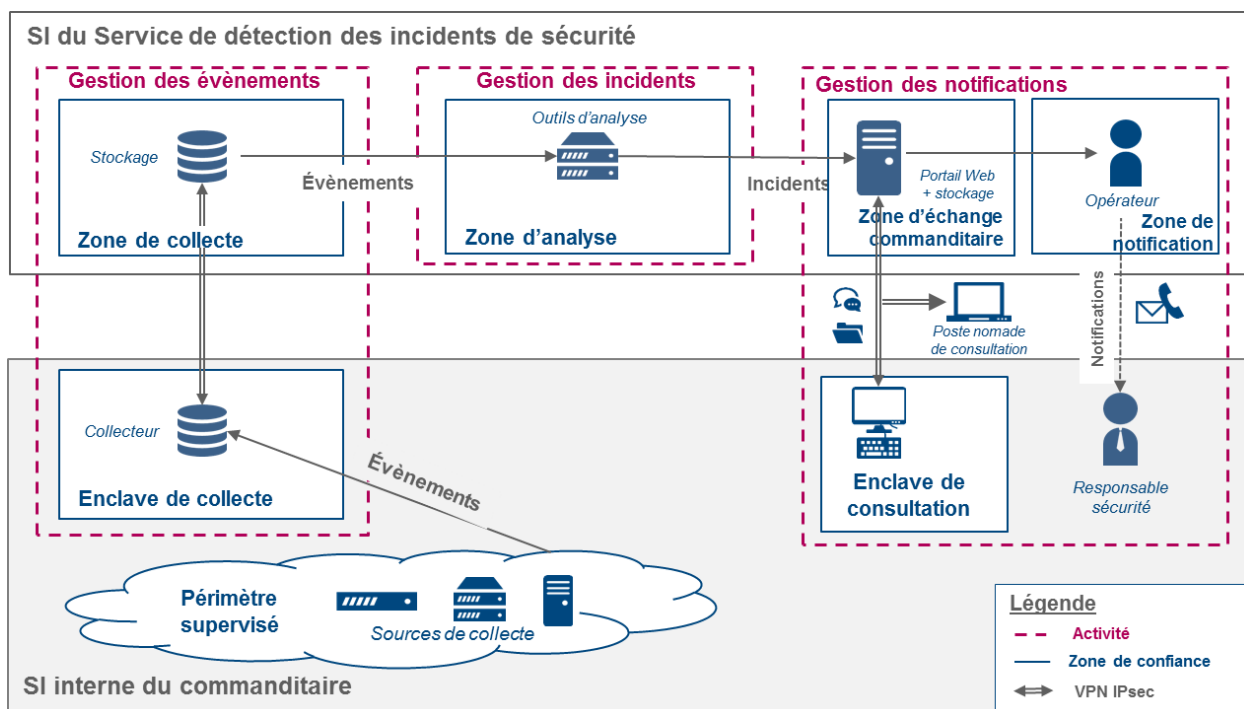 SI du Service de détection des incidents de sécurité
Gestion des évènements
Gestion des incidents
Gestion des notifications
Stockage
Zone de collecte
Évènements
Outils d'analyse
Zone d'analyse
Incidents
Portail Web
+ stockage
Zone d'échange
commanditaire
Opérateur
Zone de
notification
Poste nomade
de consultation
Notifications
Collecteur
Enclave de collecte
Évènements
Enclave de
consultation
Responsable
sécurité
Périmètre
supervisé
Sources de collecte
SI interne du commanditaire
Légende
Activité
Zone de confiance
VPN IPsec